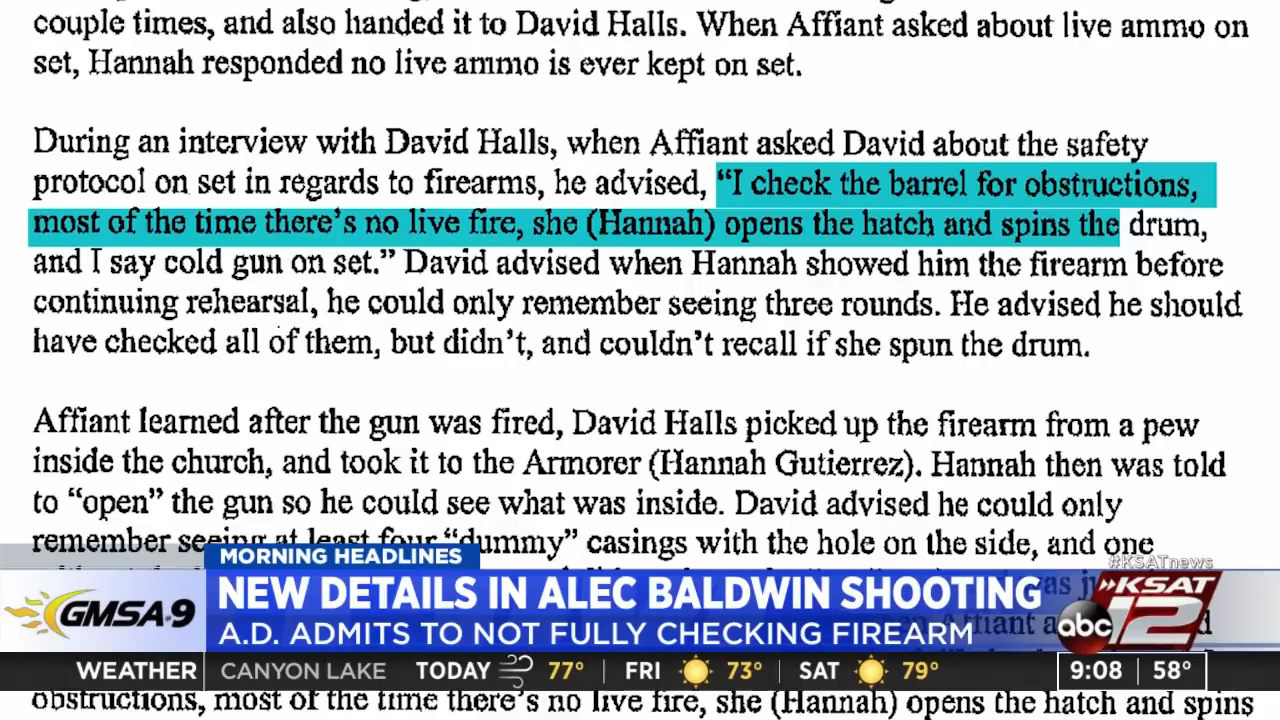 couple times, and also handed it to David Halls. When Affiant asked about live ammo on
set, Hannah responded no live ammo is ever kept on set.
During an interview with David Halls, when Affiant asked David about the safety
protocol on set in regards to firearms, he advised, “I check the barrel for obstructions,
most of the time there’s no live fire, she (Hannah) opens the hatch and spins the drum,
and I say cold gun on set.” David advised when Hannah showed him the firearm before
continuing rehearsal, he could only remember seeing three rounds. He advised he should
have checked all of them, but didn’t, and couldn’t recall if she spun the drum.
Affiant learned after the gun was fired, David Halls picked up the firearm from a pew
inside the church, and took it to the Armorer (Hannah Gutierrez). Hannah then was told
to “open” the gun so he could see what was inside. David advised he could only
remember seeing at least four “dummy” casings with the hole on the side, and one
#KSATnews
MORNING HEADLINES
NEW DETAILS IN ALEC BALDWIN SHOOTING
A.D. ADMITS TO NOT FULLY CHECKING FIREARM
GMSA@9
abc KSAT 12
WEATHER CANYON LAKE TODAY 77° FRI 73° SAT 79° 9:08 58°
obstructions, most of the time there’s no live fire, she (Hannah) opens the hatch and spins